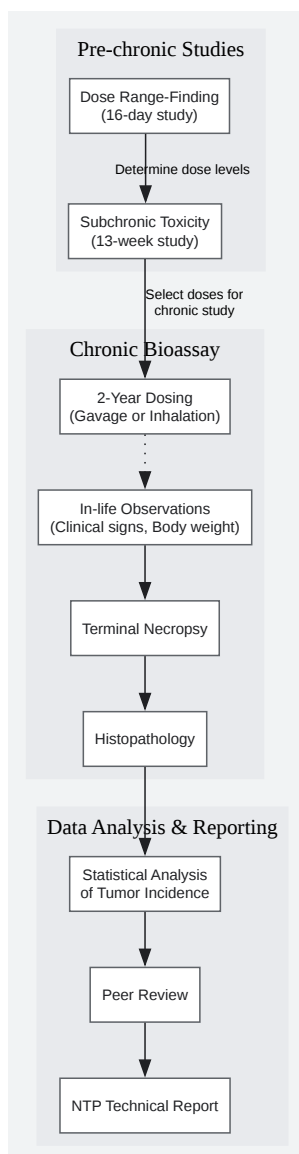 Pre-chronic Studies
Dose Range-Finding
(16-day study)
Determine dose levels
Subchronic Toxicity
(13-week study)
Select doses for
chronic study
Chronic Bioassay
2-Year Dosing
(Gavage or Inhalation)
In-life Observations
(Clinical signs, Body weight)
Terminal Necropsy
Histopathology
Data Analysis & Reporting
Statistical Analysis
of Tumor Incidence
Peer Review
NTP Technical Report